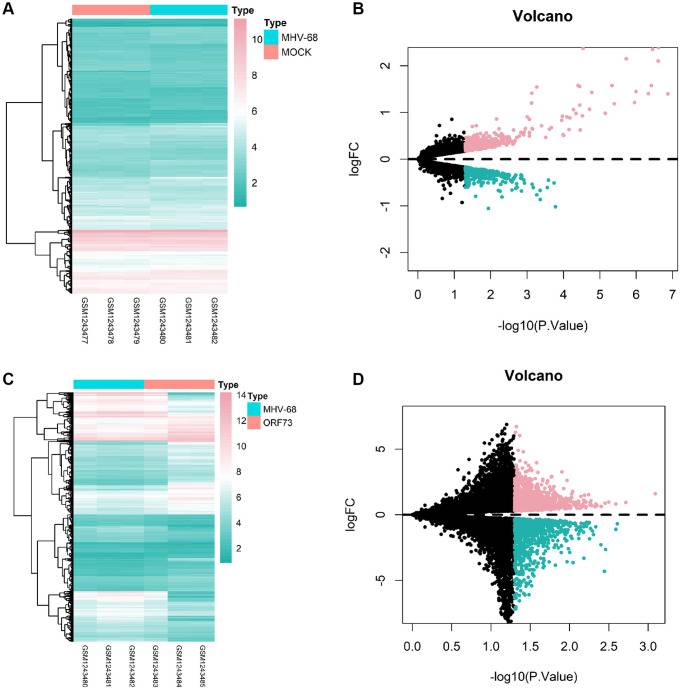 A
Type
10
8
6
4
2
Type
MHV-68
MOCK
GSM1243477
GSM1243478
GSM1243479
GSM1243480
GSM1243481
GSM1243482
B
Volcano
2
1
0
-1
-2
logFC
0 1 2 3 4 5 6 7
-log10(P.Value)
C
Type
14
12
10
8
6
4
2
Type
MHV-68
ORF73
GSM1243480
GSM1243481
GSM1243482
GSM1243483
GSM1243484
GSM1243485
D
Volcano
5
0
-5
logFC
0.0 0.5 1.0 1.5 2.0 2.5 3.0
-log10(P.Value)